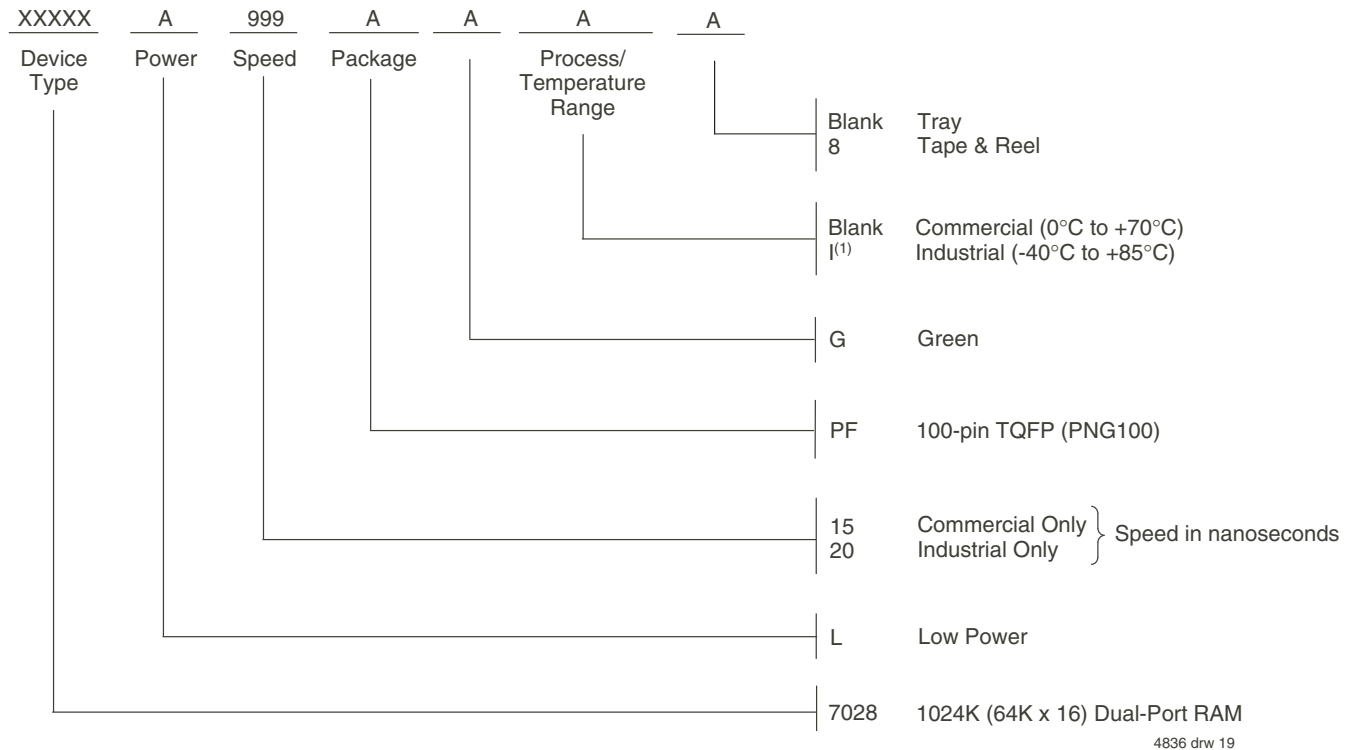 XXXXX A 999 A A A A
Device Type
Power
Speed
Package
Process/
Temperature
Range
Blank Tray
8 Tape & Reel
Blank Commercial (0°C to +70°C)
I(1) Industrial (-40°C to +85°C)
G Green
PF 100-pin TQFP (PNG100)
15 Commercial Only
20 Industrial Only
Speed in nanoseconds
L Low Power
7028 1024K (64K x 16) Dual-Port RAM
4836 drw 19